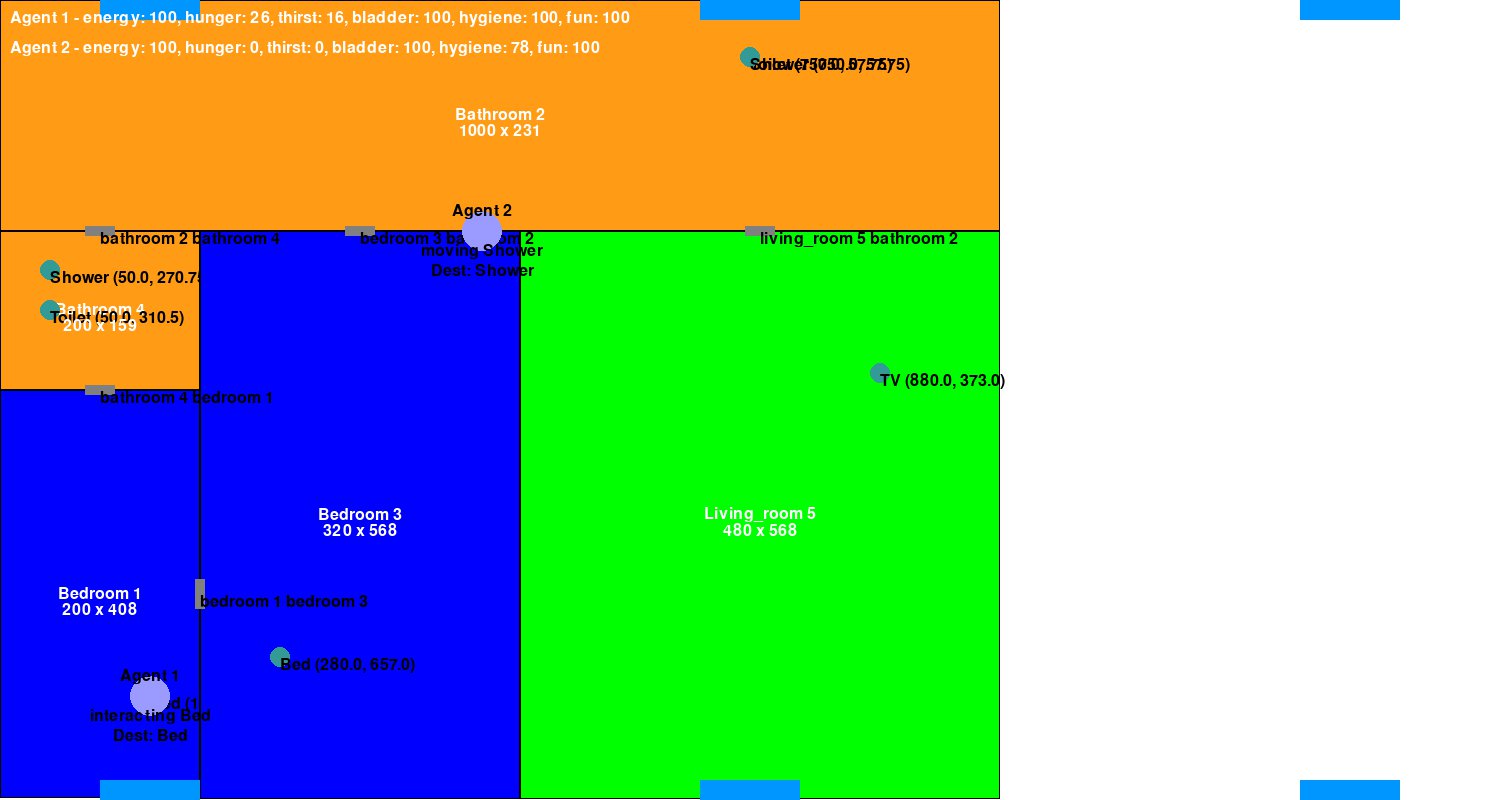 Agent 1 - energy: 100, hunger: 26, thirst: 16, bladder: 100, hygiene: 100, fun: 100
Agent 2 - energy: 100, hunger: 0, thirst: 0, bladder: 100, hygiene: 78, fun: 100
Bathroom 2
1000 x 231
Agent 2
bathroom 2 bathroom 4
bedroom 3 bathroom 2
living_room 5 bathroom 2
moving Shower
Dest: Shower
Shower (50.0, 270.75
Bathroom 4
Toilet (50.0, 310.5)
200 x 159
TV (880.0, 373.0)
bathroom 4 bedroom 1
Bedroom 3
320 x 568
Living_room 5
480 x 568
Bedroom 1
200 x 408
bedroom 1 bedroom 3
Bed (280.0, 657.0)
Agent 1
interacting Bed
Dest: Bed